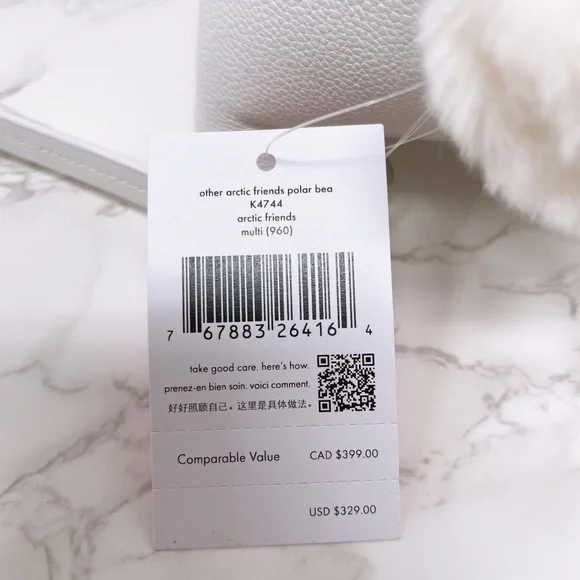 other arctic friends polar bea
K4744
arctic friends
multi (960)
7 67883 26416 4
take good care. here's how.
prenez-en bien soin. voici comment.
好好照顾自己。这里是具体做法。
Comparable Value CAD $399.00
USD $329.00